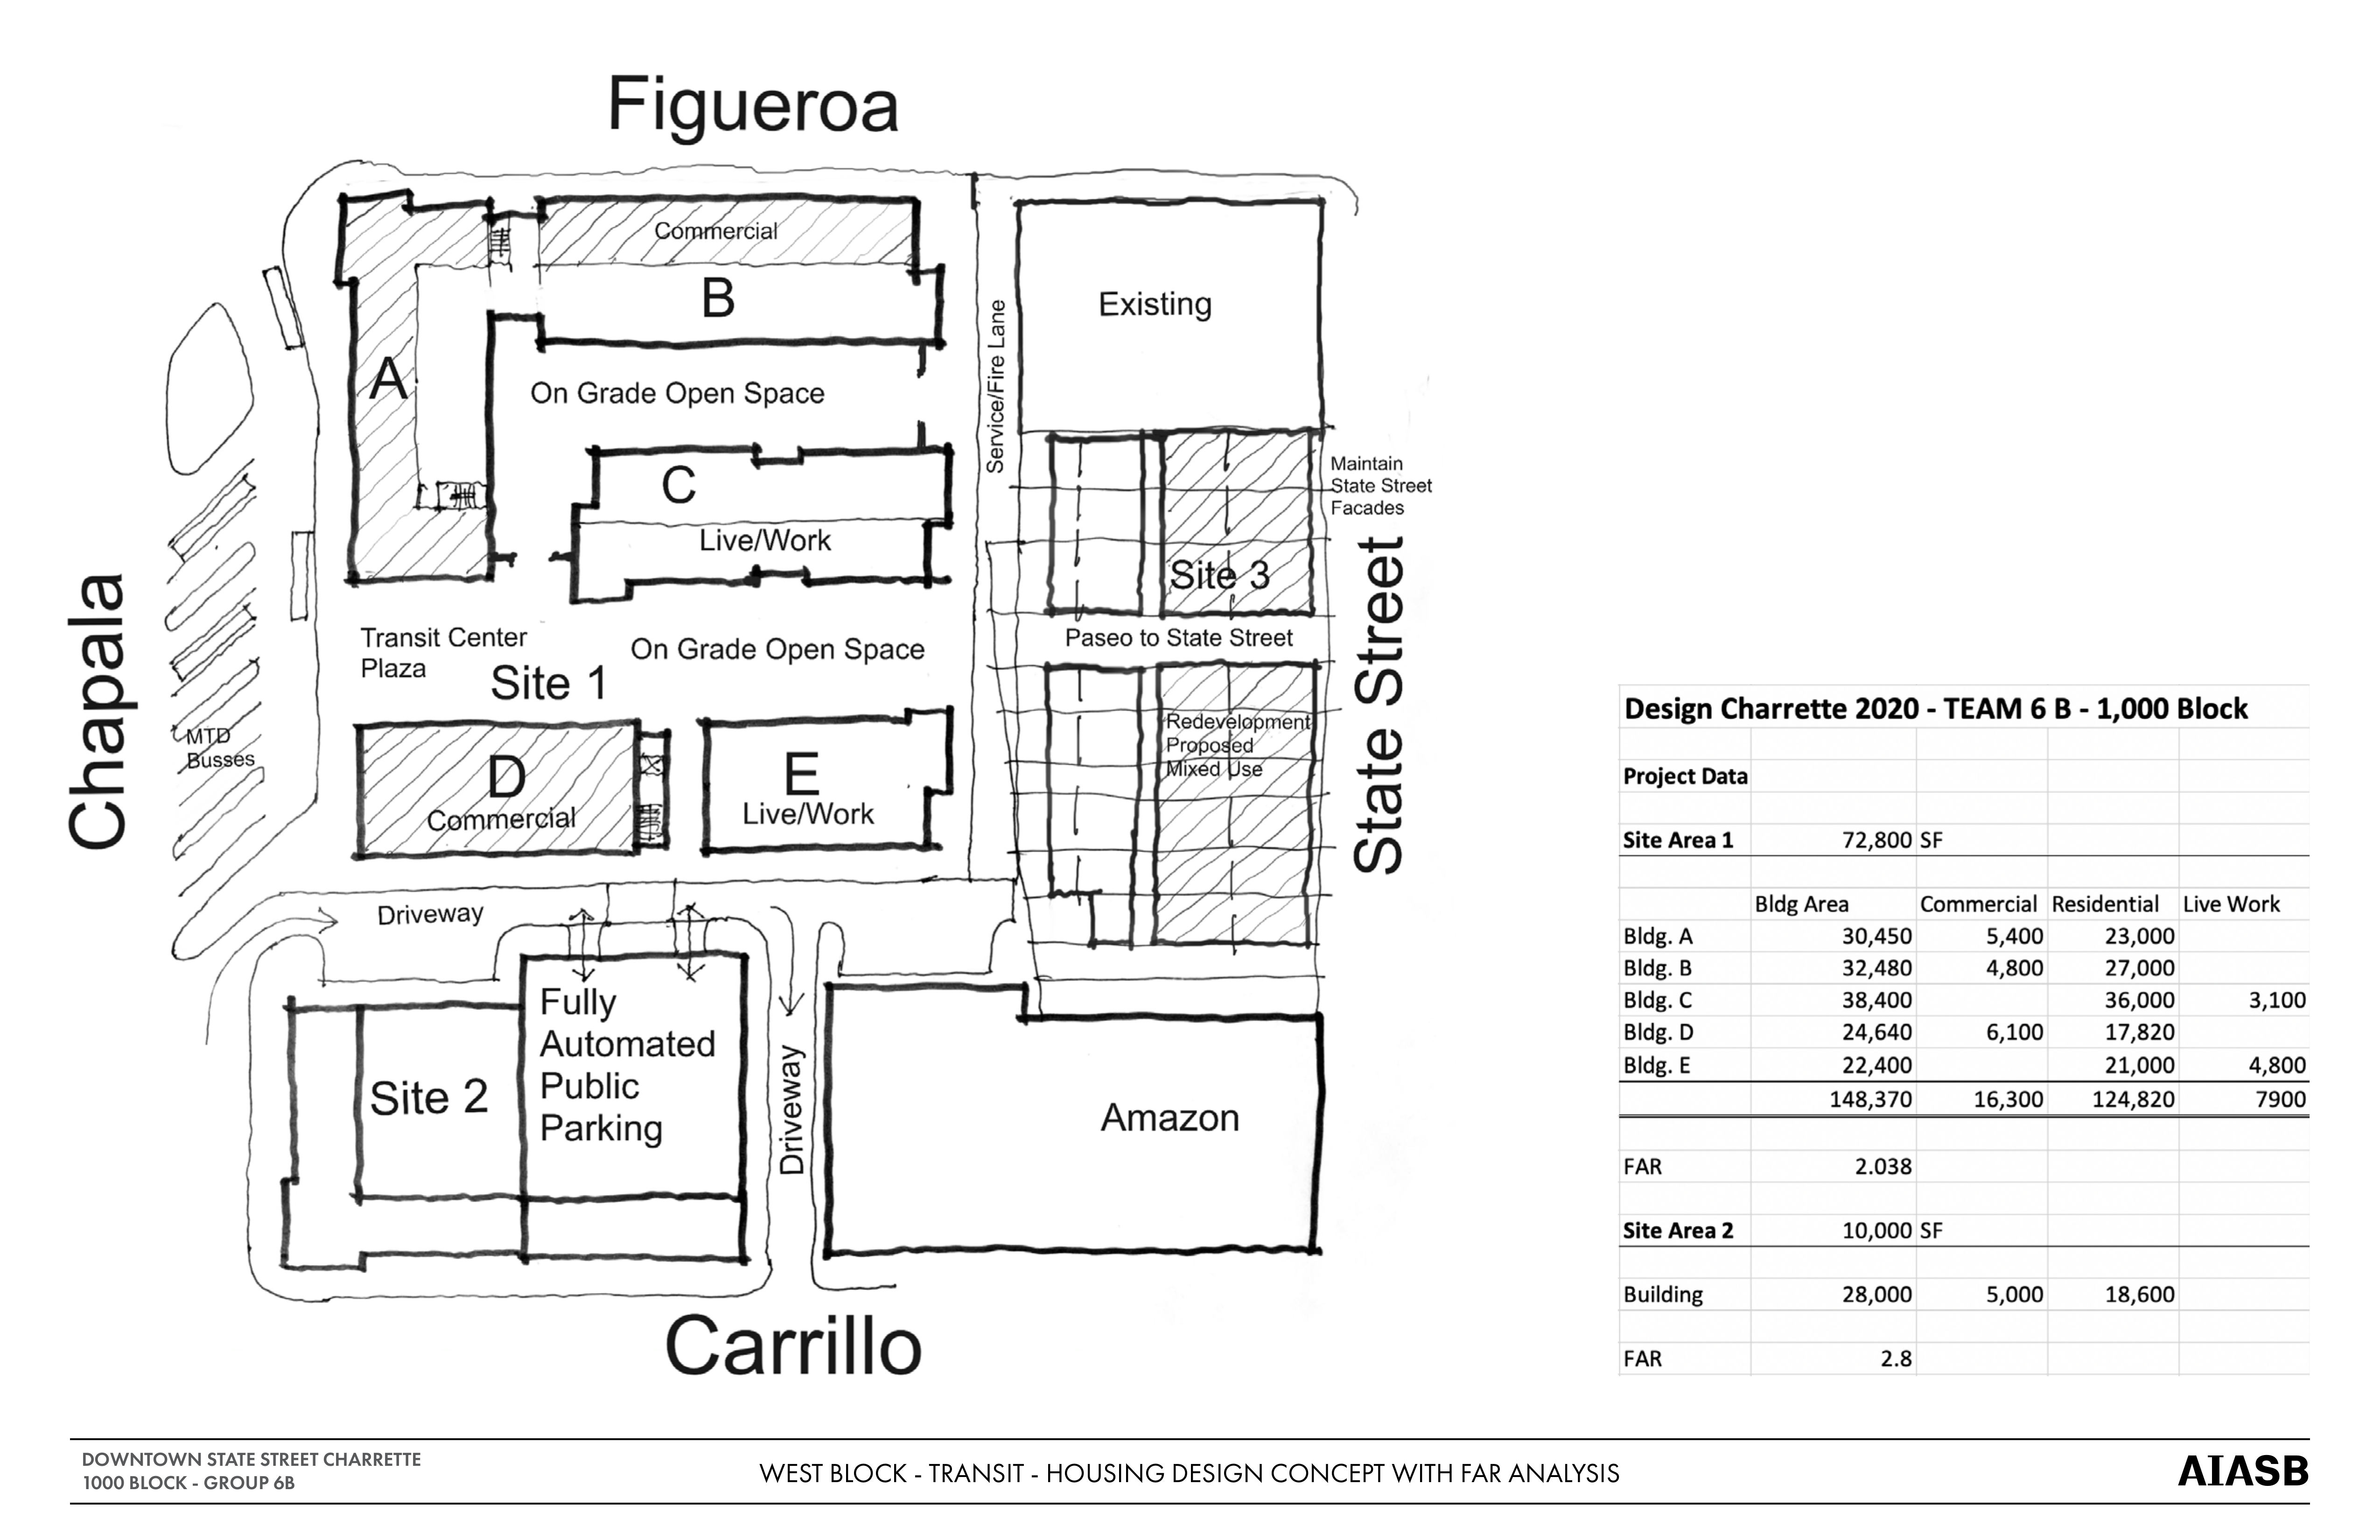 Figueroa
Commercial
B
A
On Grade Open Space
C
Live/Work
Service/Fire Lane
Existing
Maintain
State Street
Facades
Site 3
Paseo to State Street
State Street
Chapala
Transit Center
Plaza
Site 1
On Grade Open Space
MTD
Busses
D
Commercial
E
Live/Work
Redevelopment
Proposed
Mixed Use
Driveway
Site 2
Fully
Automated
Public
Parking
Driveway
Amazon
Carrillo
Design Charrette 2020 - TEAM 6 B - 1,000 Block
Project Data
Site Area 1 72,800 SF
Bldg Area Commercial Residential Live Work
Bldg. A 30,450 5,400 23,000
Bldg. B 32,480 4,800 27,000
Bldg. C 38,400 36,000 3,100
Bldg. D 24,640 6,100 17,820
Bldg. E 22,400 21,000 4,800
148,370 16,300 124,820 7900
FAR 2.038
Site Area 2 10,000 SF
Building 28,000 5,000 18,600
FAR 2.8
DOWNTOWN STATE STREET CHARRETTE
1000 BLOCK - GROUP 6B
WEST BLOCK - TRANSIT - HOUSING DESIGN CONCEPT WITH FAR ANALYSIS
AIASB